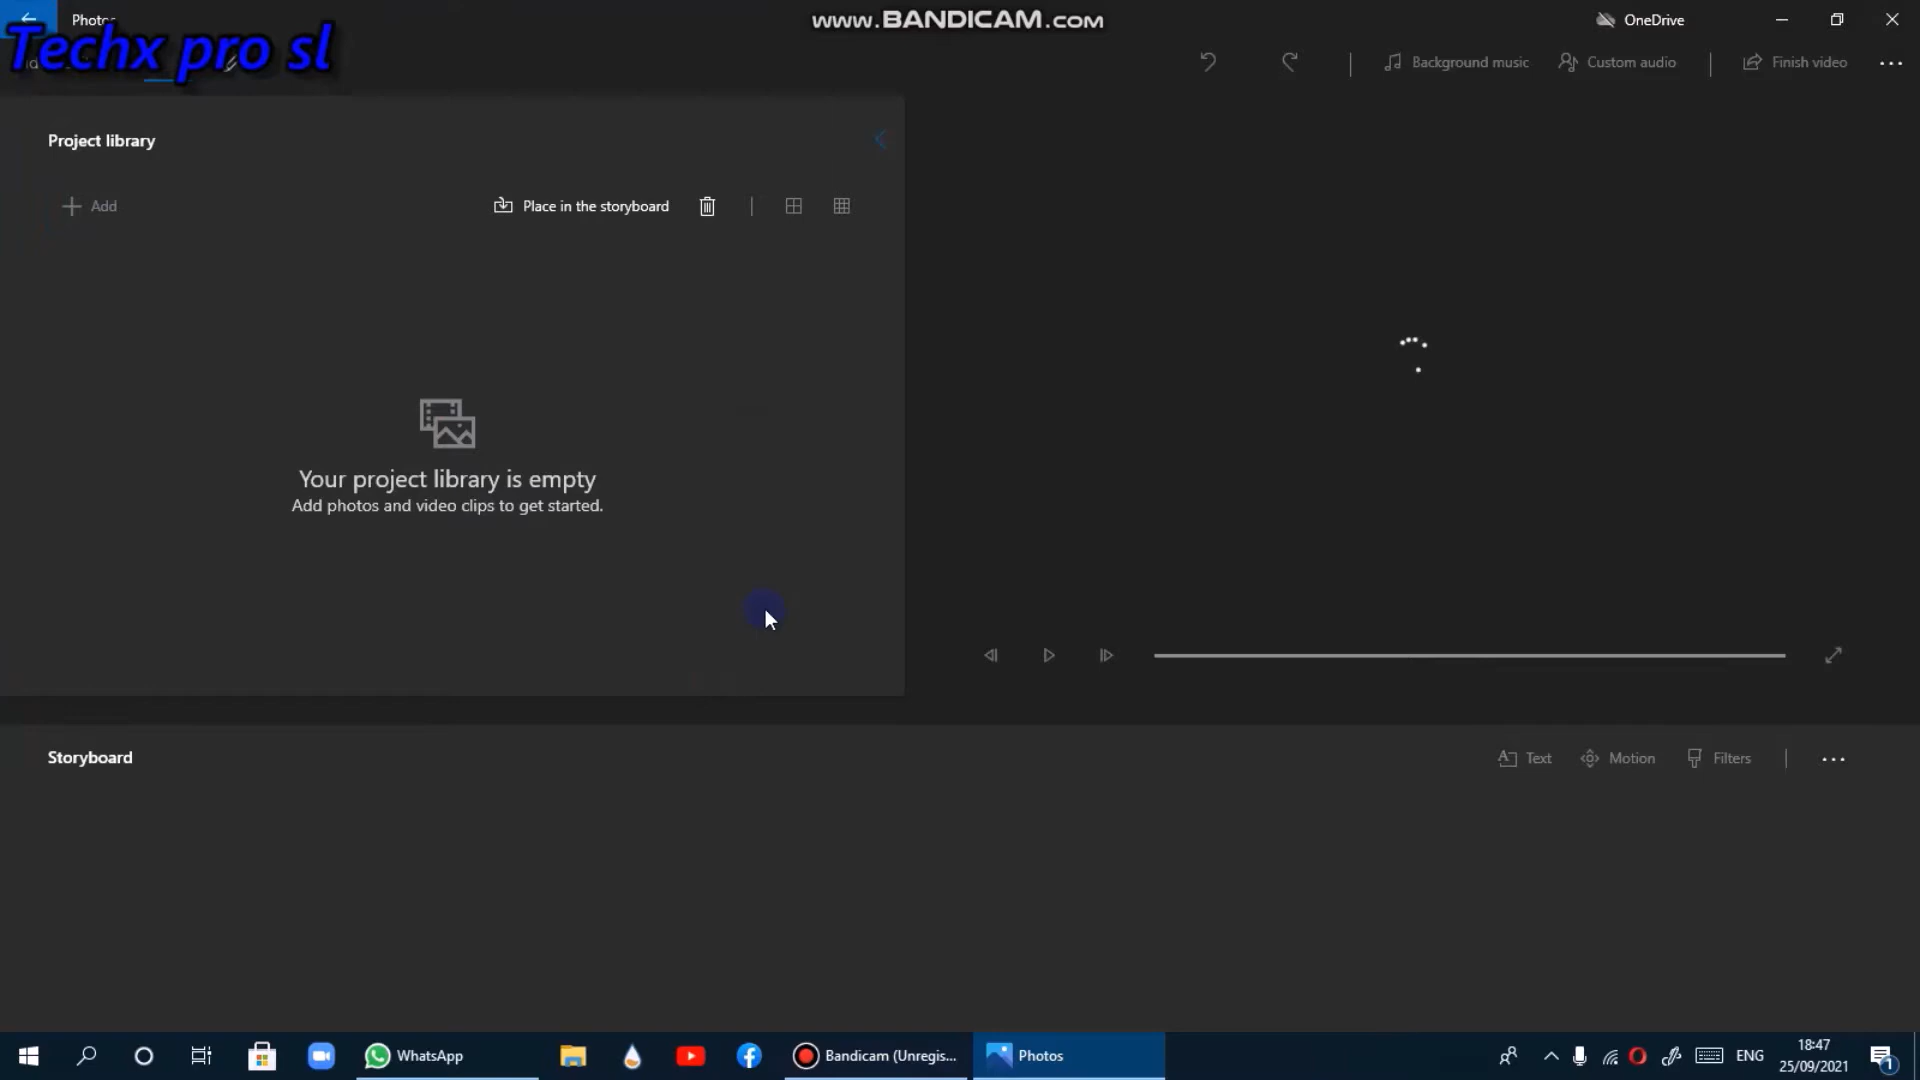 Photos
www.BANDICAM.com
OneDrive
Techx pro sl
Background music
Custom audio
Finish video
Project library
Add
Place in the storyboard
Your project library is empty
Add photos and video clips to get started.
Storyboard
Text
Motion
Filters
WhatsApp
Bandicam (Unregis...
Photos
ENG
18:47
25/09/2021
1